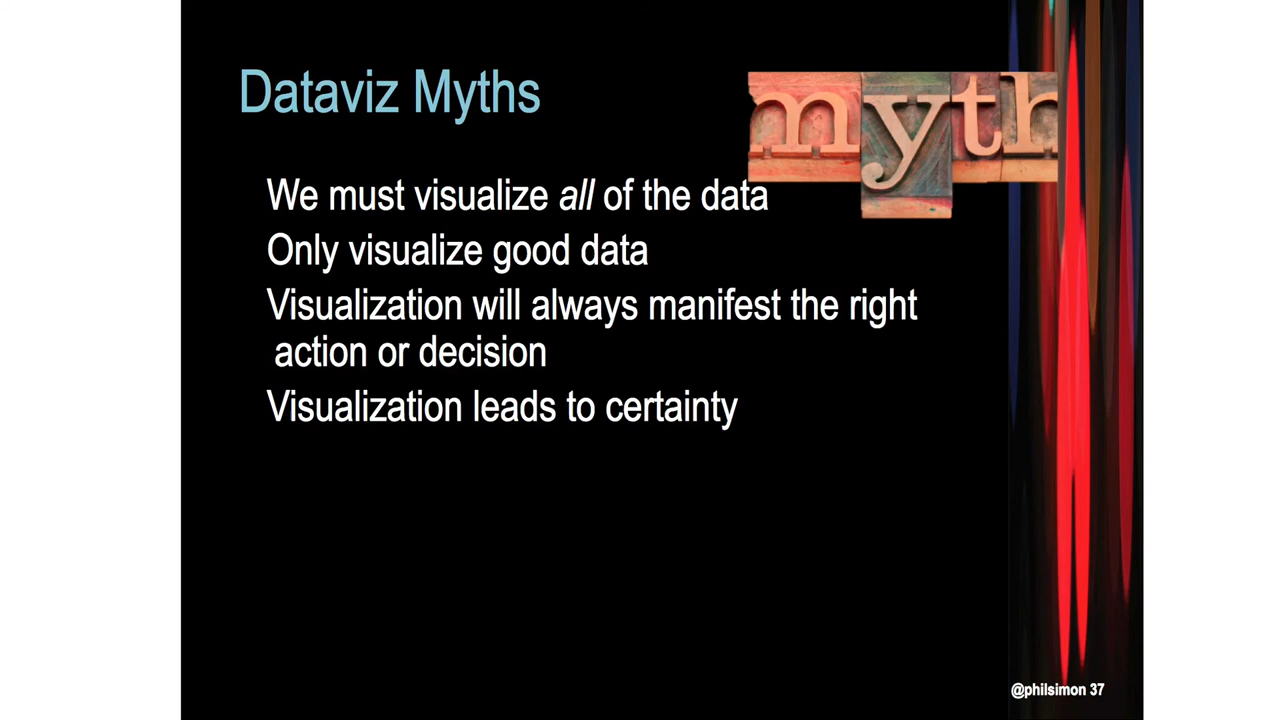 Dataviz Myths
myth
We must visualize all of the data
Only visualize good data
Visualization will always manifest the right
action or decision
Visualization leads to certainty
@philsimon 37